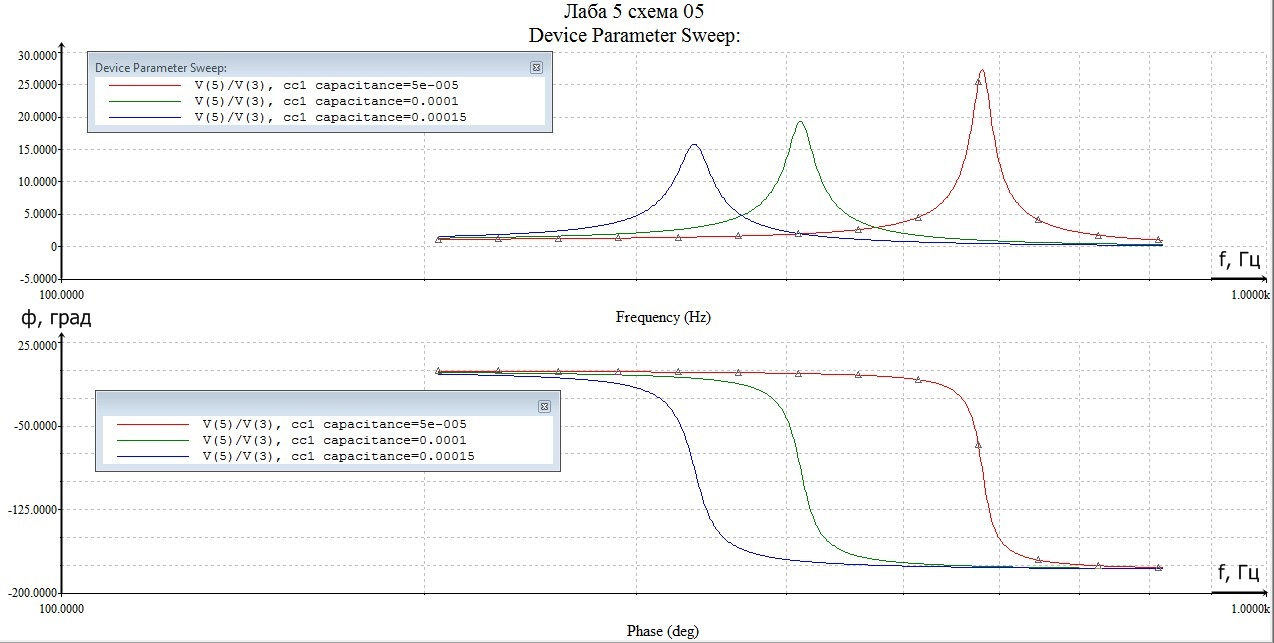 Лаба 5 схема 05
Device Parameter Sweep:
30.0000
Device Parameter Sweep:
V(5)/V(3), cc1 capacitance=5e-005
V(5)/V(3), cc1 capacitance=0.0001
V(5)/V(3), cc1 capacitance=0.00015
25.0000
20.0000
15.0000
10.0000
5.0000
0
-5.0000
f, Гц
100.0000
1.0000k
Frequency (Hz)
ф, град
25.0000
V(5)/V(3), cc1 capacitance=5e-005
V(5)/V(3), cc1 capacitance=0.0001
V(5)/V(3), cc1 capacitance=0.00015
-50.0000
-125.0000
-200.0000
f, Гц
100.0000
1.0000k
Phase (deg)